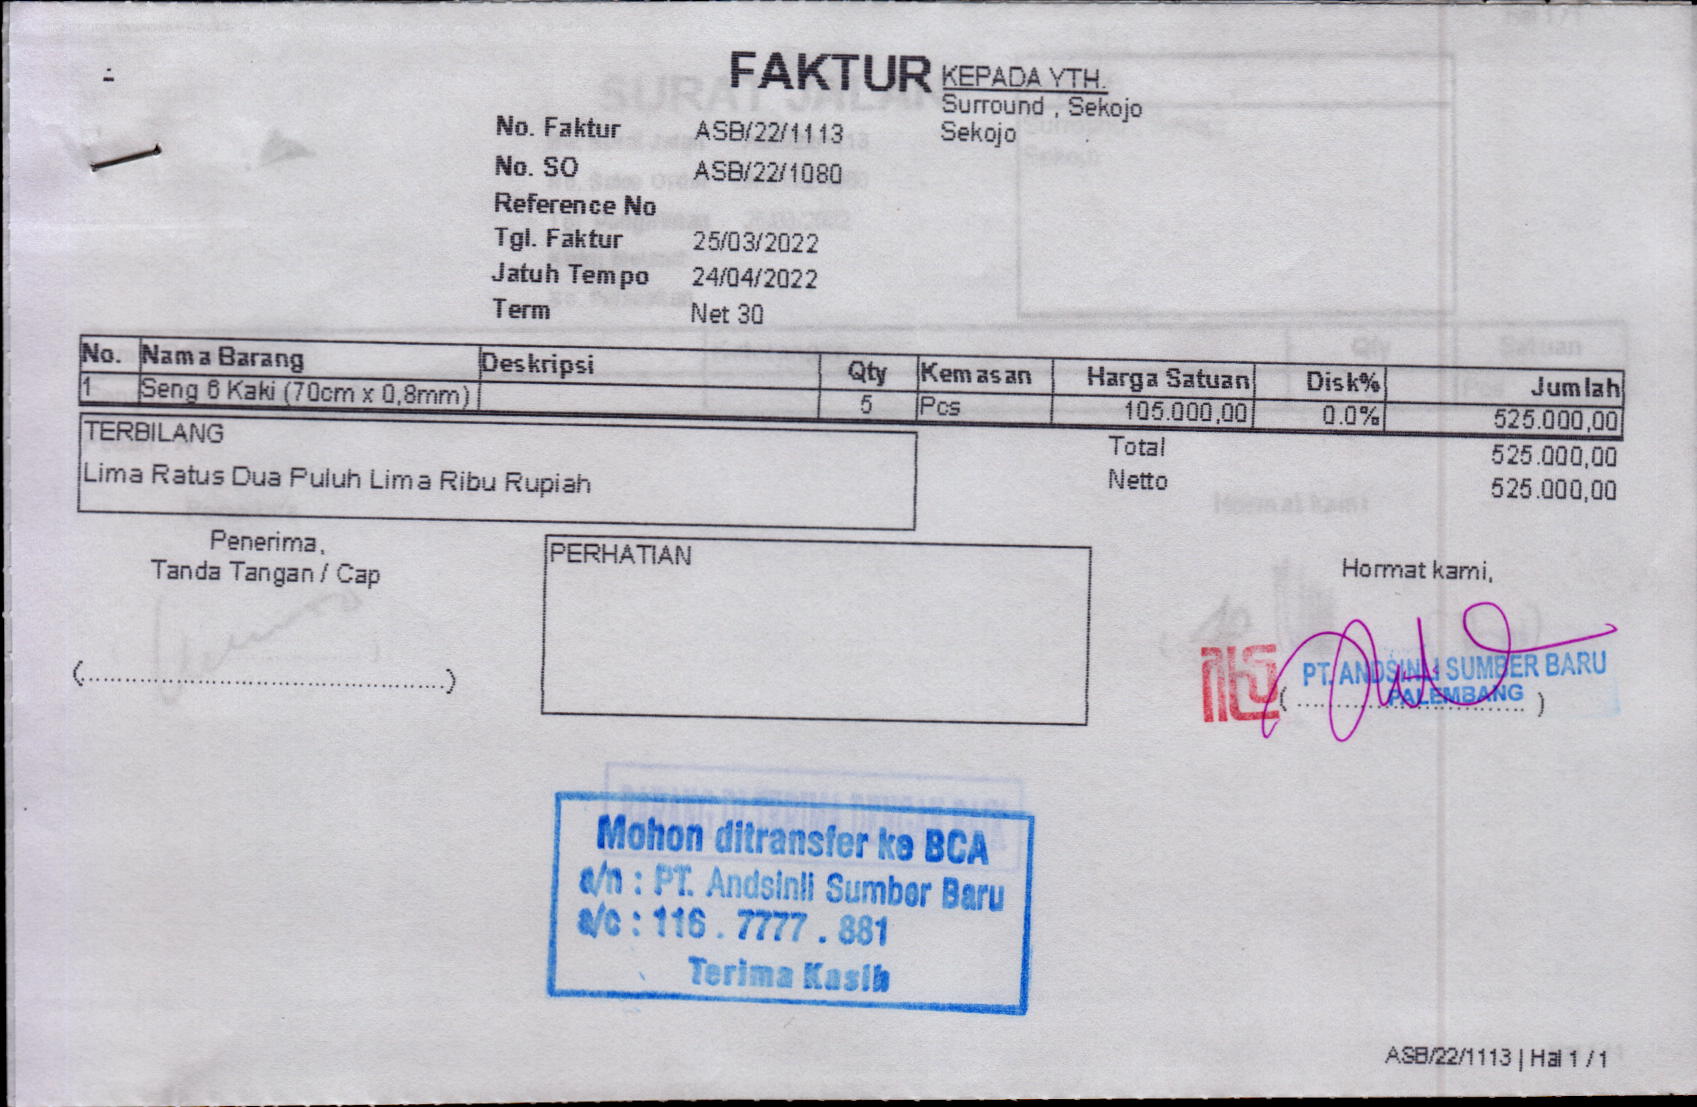 FAKTUR
KEPADA YTH.
Surround , Sekojo
Sekojo
No. Faktur ASB/22/1113
No. SO ASB/22/1080
Reference No
Tgl. Faktur 25/03/2022
Jatuh Tempo 24/04/2022
Term Net 30
No. Nama Barang Deskripsi Qty Kemasan Harga Satuan Disk% Jumlah
1 Seng 6 Kaki (70cm x 0,8mm) 5 Pcs 105.000,00 0.0% 525.000,00
TERBILANG
Lima Ratus Dua Puluh Lima Ribu Rupiah
Total 525.000,00
Netto 525.000,00
Penerima,
Tanda Tangan / Cap
PERHATIAN
Hormat kami,
PT. ANDSINLI SUMBER BARU
PALEMBANG
Mohon ditransfer ke BCA
a/n : PT. Andsinli Sumber Baru
a/c : 116 . 7777 . 881
Terima Kasih
ASB/22/1113 | Hal 1 / 1